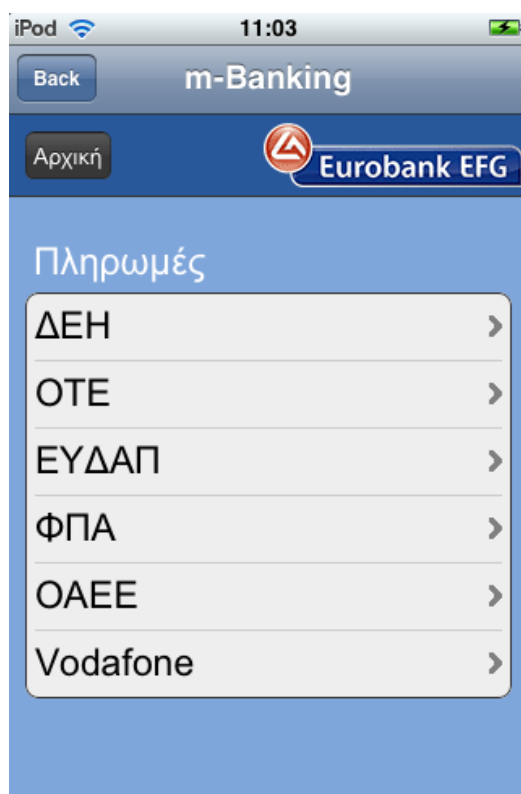 iPod 11:03
Back m-Banking
Αρχική Eurobank EFG
Πληρωμές
ΔΕΗ
ΟΤΕ
ΕΥΔΑΠ
ΦΠΑ
ΟΑΕΕ
Vodafone